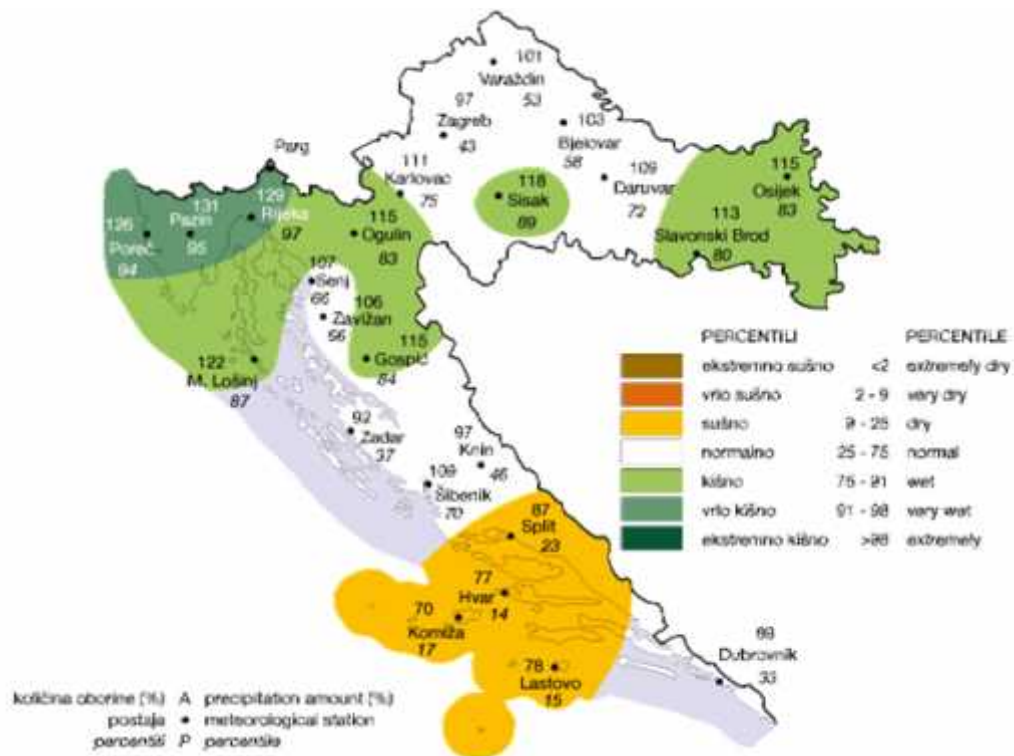 101
Varaždin
53
97
Zagreb
43
103
Bjelovar
58
Parg
111
Karlovac
75
118
Sisak
89
109
Daruvar
72
115
Osijek
83
113
Slavonski Brod
80
126
Poreč
94
131
Pazin
95
129
Rijeka
97
115
Ogulin
83
107
Senj
66
106
Zavižan
56
115
Gospić
84
122
M. Lošinj
87
92
Zadar
37
97
Knin
46
109
Šibenik
70
87
Split
23
77
Hvar
14
70
Komiža
17
78
Lastovo
15
Dubrovnik
PERCENTILI PERCENTILE
ekstremno sušno <2 extremely dry
vrlo sušno 2 - 9 very dry
sušno 9 - 25 dry
normalno 25 - 75 normal
kišno 75 - 91 wet
vrlo kišno 91 - 98 very wet
ekstremno kišno >98 extremely
količina oborine (%) A precipitation amount (%)
postaja • meteorological station
percentili P percentile